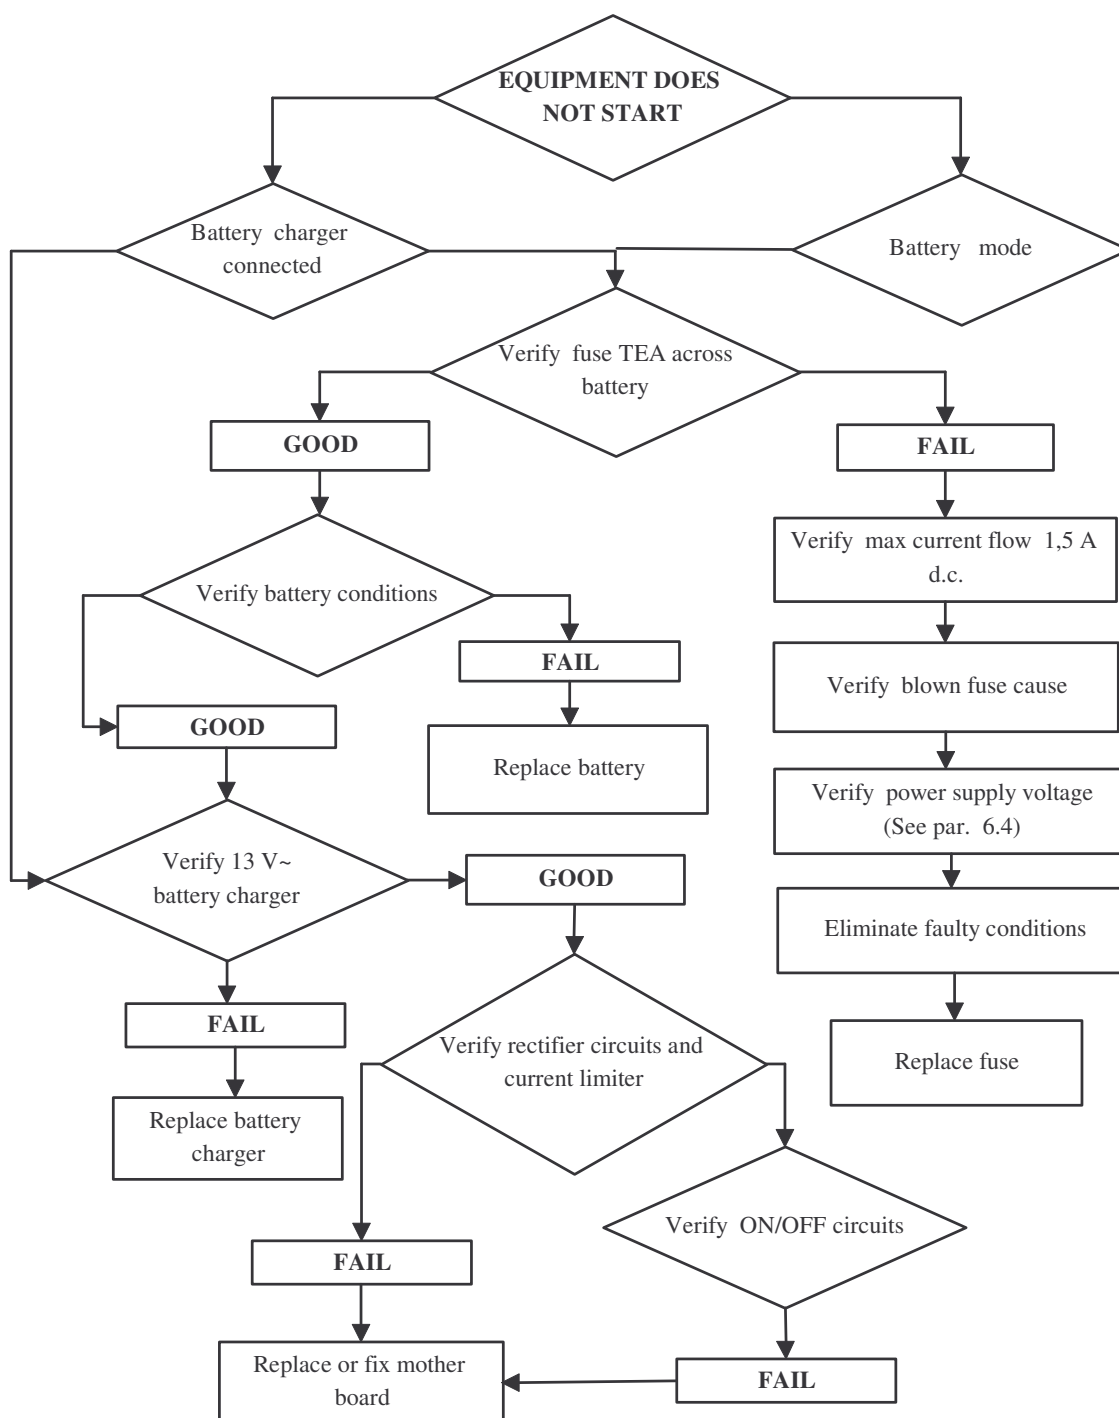 EQUIPMENT DOES
NOT START
Battery charger
connected
Battery mode
Verify fuse TEA across
battery
GOOD
FAIL
Verify max current flow 1,5 A
d.c.
Verify battery conditions
FAIL
Verify blown fuse cause
GOOD
Replace battery
Verify power supply voltage
(See par. 6.4)
Verify 13 V~
battery charger
GOOD
Eliminate faulty conditions
FAIL
Verify rectifier circuits and
current limiter
Replace fuse
Replace battery
charger
Verify ON/OFF circuits
FAIL
Replace or fix mother
board
FAIL